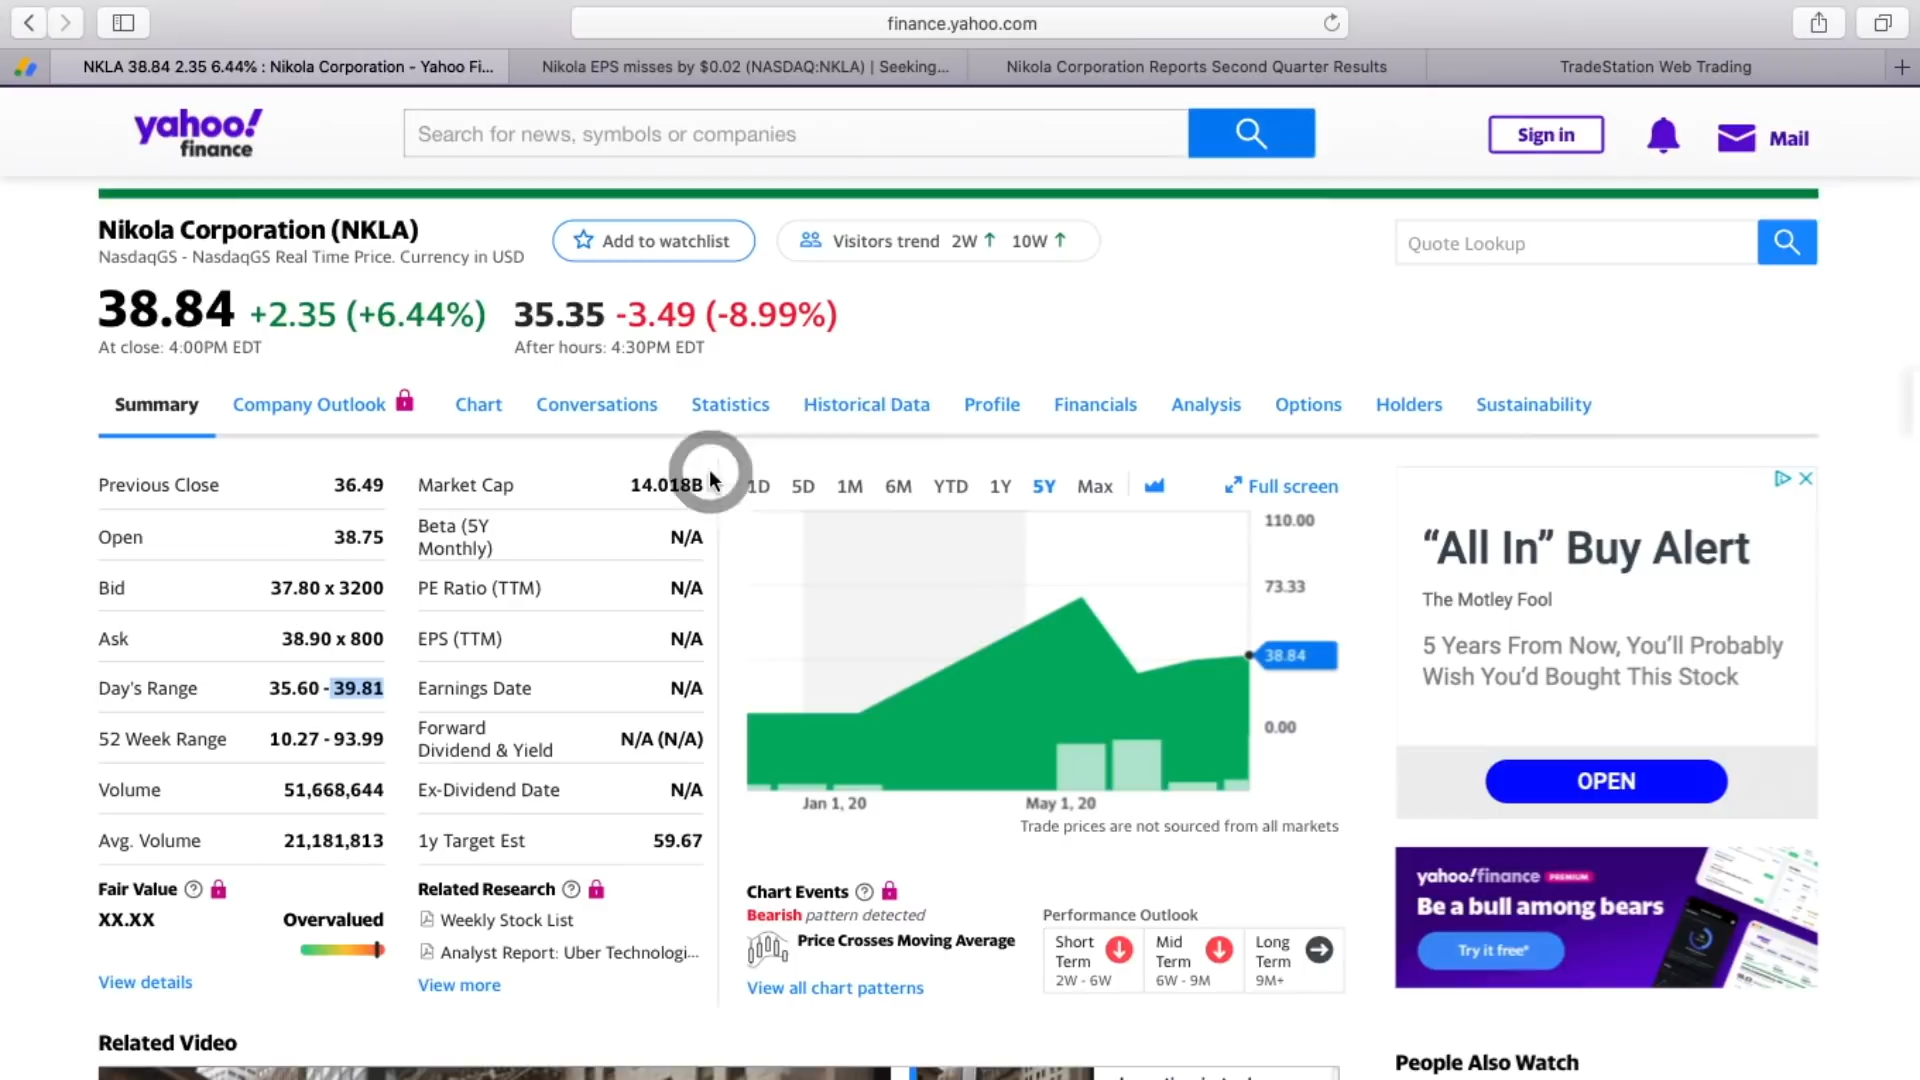 finance.yahoo.com
NKLA 38.84 2.35 6.44% : Nikola Corporation - Yahoo Fi...
Nikola EPS misses by $0.02 (NASDAQ:NKLA) | Seeking...
Nikola Corporation Reports Second Quarter Results
TradeStation Web Trading
yahoo!
finance
Search for news, symbols or companies
Sign in
Mail
Nikola Corporation (NKLA)
NasdaqGS - NasdaqGS Real Time Price. Currency in USD
Add to watchlist
Visitors trend 2W ↑ 10W ↑
Quote Lookup
38.84 +2.35 (+6.44%)
At close: 4:00PM EDT
35.35 -3.49 (-8.99%)
After hours: 4:30PM EDT
Summary Company Outlook Chart Conversations Statistics Historical Data Profile Financials Analysis Options Holders Sustainability
Previous Close 36.49
Open 38.75
Bid 37.80 x 3200
Ask 38.90 x 800
Day's Range 35.60 - 39.81
52 Week Range 10.27 - 93.99
Volume 51,668,644
Avg. Volume 21,181,813
Market Cap 14.018B
Beta (5Y
Monthly) N/A
PE Ratio (TTM) N/A
EPS (TTM) N/A
Earnings Date N/A
Forward
Dividend & Yield N/A (N/A)
Ex-Dividend Date N/A
1y Target Est 59.67
1D 5D 1M 6M YTD 1Y 5Y Max
Full screen
110.00
73.33
38.84
0.00
Jan 1, 20
May 1, 20
Trade prices are not sourced from all markets
Fair Value
XX.XX Overvalued
View details
Related Research
Weekly Stock List
Analyst Report: Uber Technologi...
View more
Chart Events
Bearish pattern detected
Price Crosses Moving Average
View all chart patterns
Performance Outlook
Short
Term
2W - 6W
Mid
Term
6W - 9M
Long
Term
9M+
"All In" Buy Alert
The Motley Fool
5 Years From Now, You'll Probably
Wish You'd Bought This Stock
OPEN
yahoo!finance PREMIUM
Be a bull among bears
Try it free*
Related Video
People Also Watch